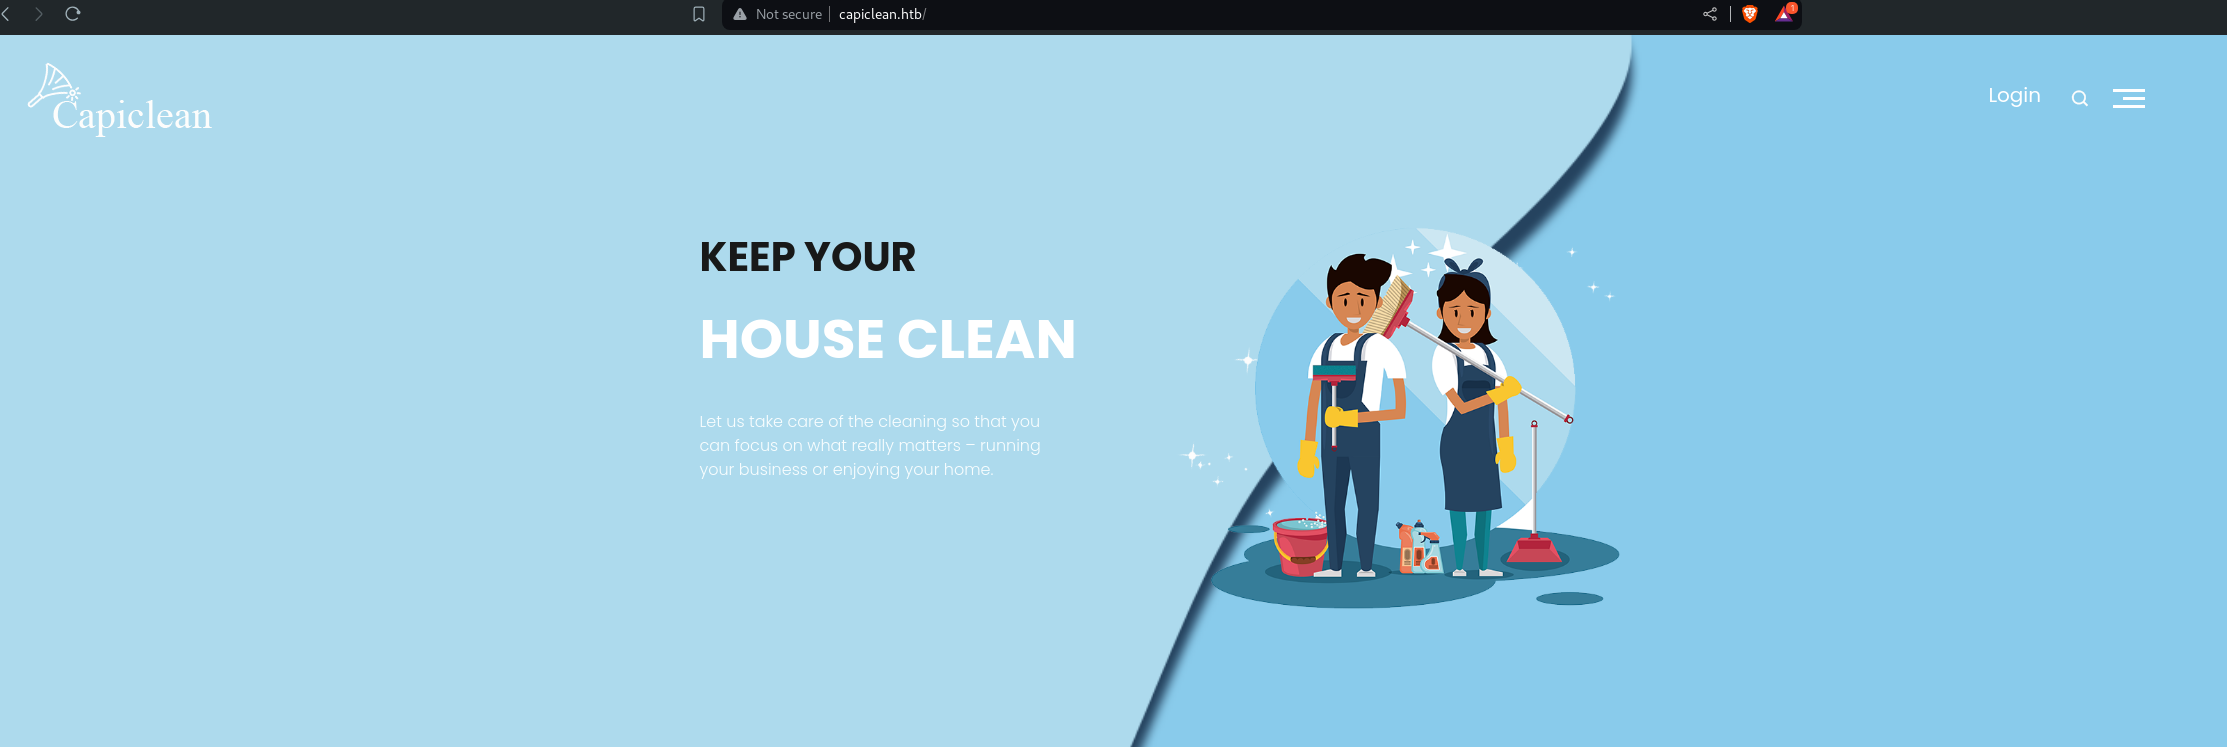 Not secure capiclean.htb/
1
Capiclean
Login
KEEP YOUR
HOUSE CLEAN
Let us take care of the cleaning so that you
can focus on what really matters – running
your business or enjoying your home.